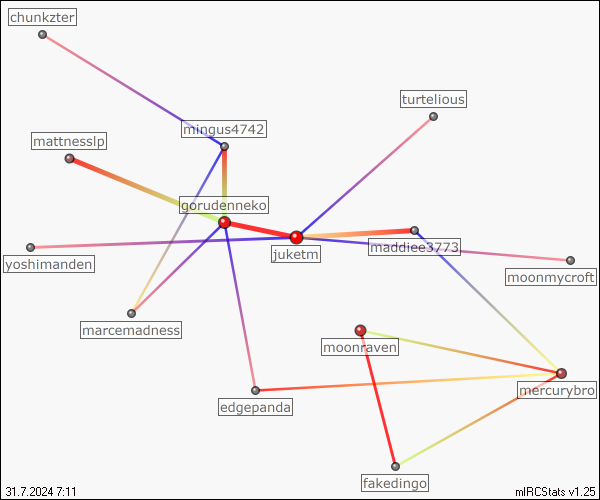 chunkzter
turtelious
mingus4742
mattnesslp
gorudenneko
maddiee3773
juketm
yoshimanden
moonmycroft
marcemadness
moonraven
mercurybro
edgepanda
fakedingo
31.7.2024 7:11
mIRCStats v1.25